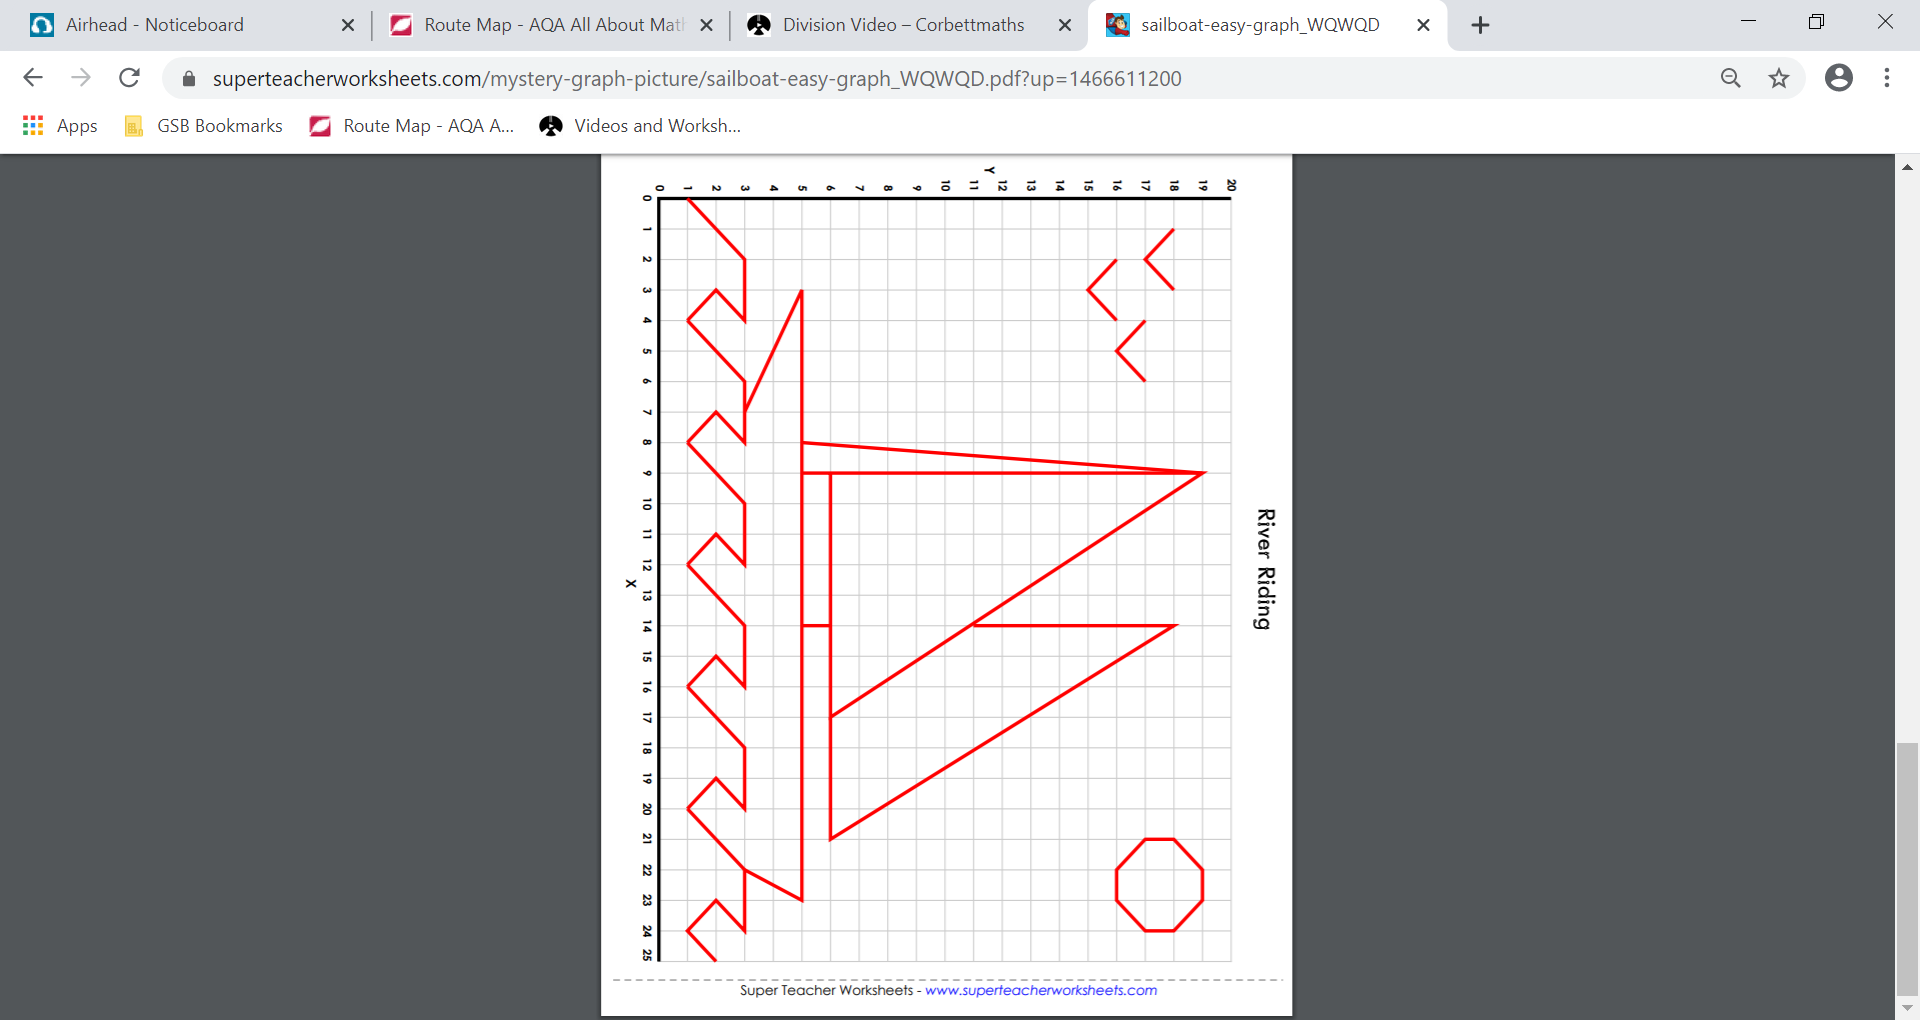 Airhead - Noticeboard
Route Map - AQA All About Mat
Division Video – Corbettmaths
sailboat-easy-graph_WQWQD
superteacherworksheets.com/mystery-graph-picture/sailboat-easy-graph_WQWQD.pdf?up=1466611200
Apps
GSB Bookmarks
Route Map - AQA A...
Videos and Worksh...
Y
0 1 2 3 4 5 6 7 8 9 10 11 12 13 14 15 16 17 18 19 20
0 1 2 3 4 5 6 7 8 9 10 11 12 13 14 15 16 17 18 19 20 21 22 23 24 25
X
River Riding
Super Teacher Worksheets - www.superteacherworksheets.com